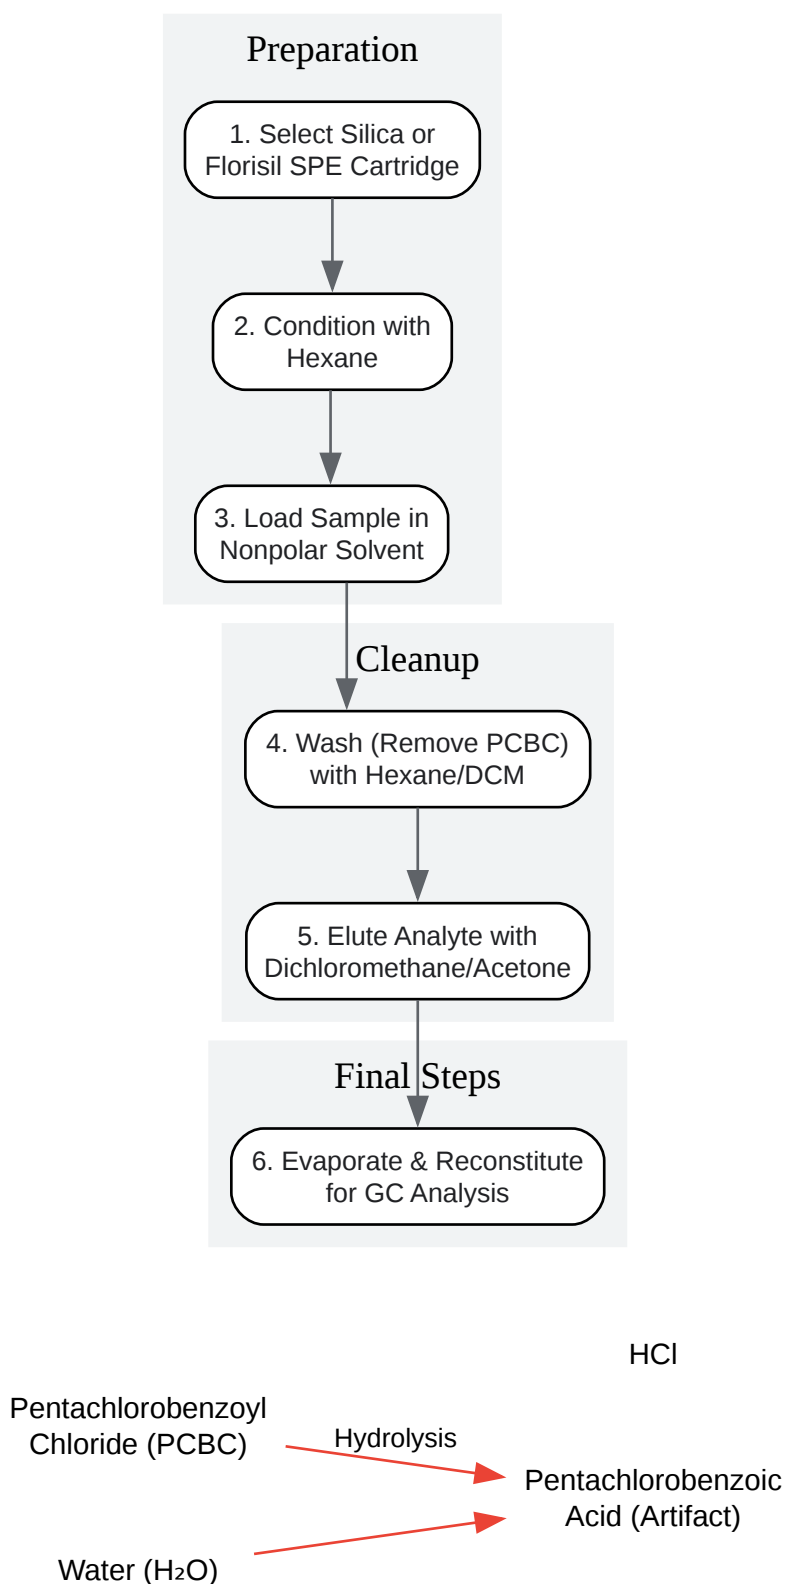 Preparation
1. Select Silica or
Florisil SPE Cartridge
2. Condition with
Hexane
3. Load Sample in
Nonpolar Solvent
Cleanup
4. Wash (Remove PCBC)
with Hexane/DCM
5. Elute Analyte with
Dichloromethane/Acetone
Final Steps
6. Evaporate & Reconstitute
for GC Analysis
HCl
Pentachlorobenzoyl
Chloride (PCBC)
Hydrolysis
Pentachlorobenzoic
Acid (Artifact)
Water (H₂O)